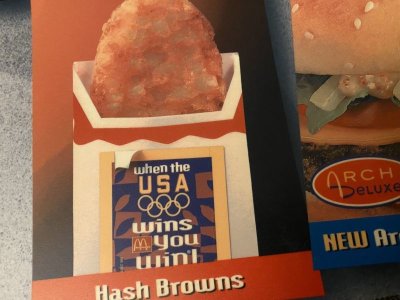 when the
USA
wins
You
win!
Hash Browns
ARCH
DELUXE
NEW Ar